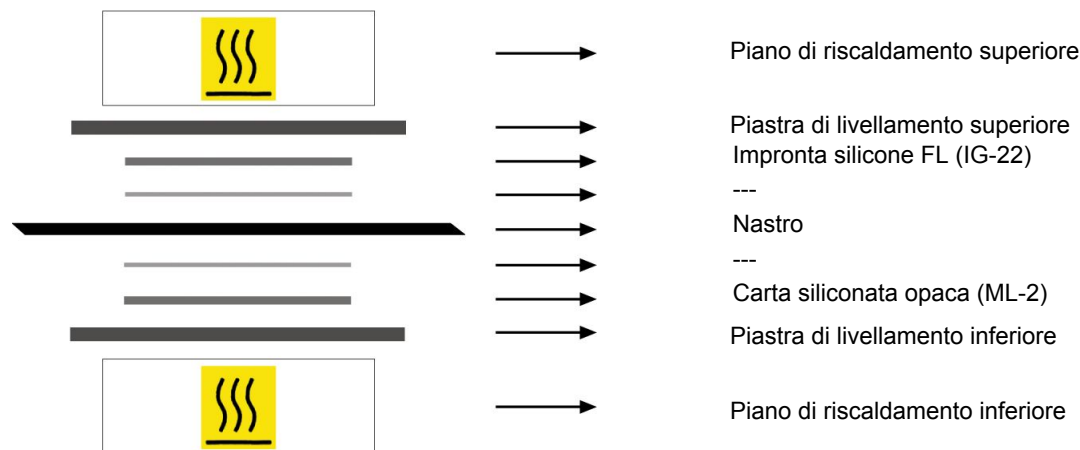 Piano di riscaldamento superiore
Piastra di livellamento superiore
Impronta silicone FL (IG-22)
---
Nastro
---
Carta siliconata opaca (ML-2)
Piastra di livellamento inferiore
Piano di riscaldamento inferiore